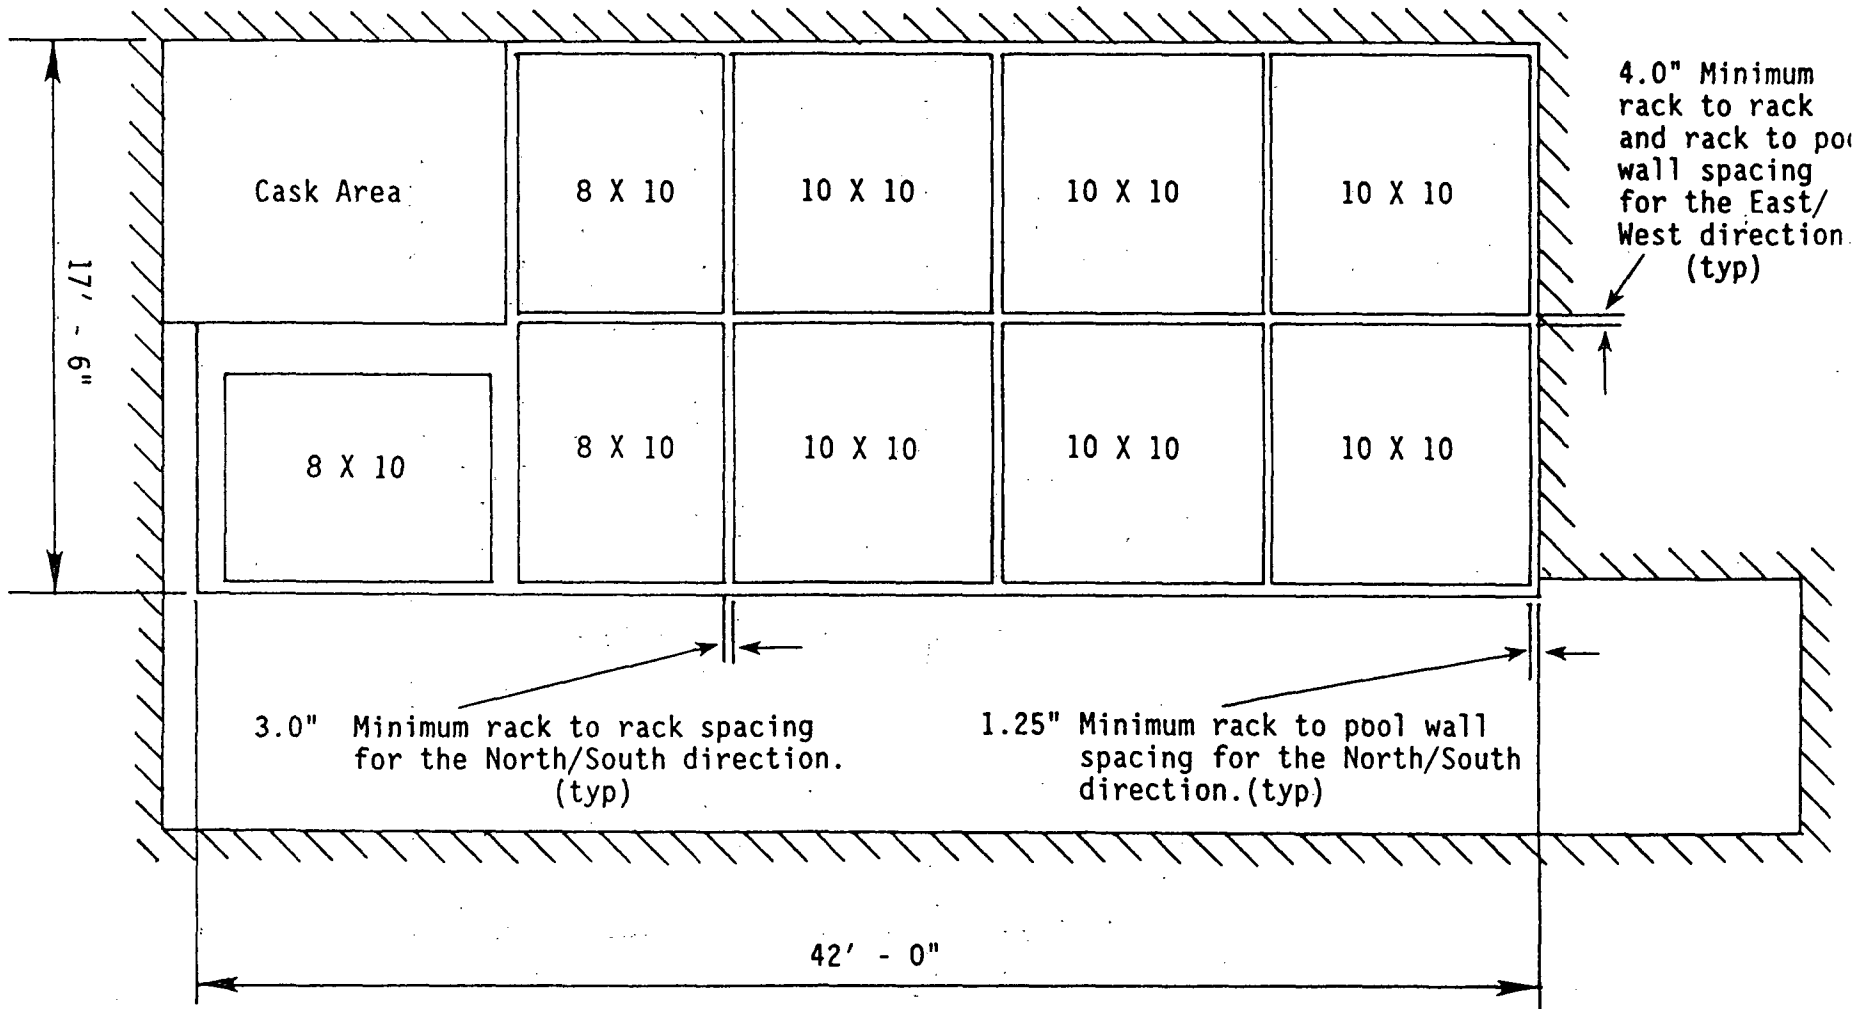 Cask Area
8 X 10
10 X 10
10 X 10
10 X 10
4.0" Minimum
rack to rack
and rack to
wall spacing
for the East/
West direction.
(typ)
17' - 6"
8 X 10
8 X 10
10 X 10
10 X 10
10 X 10
3.0" Minimum rack to rack spacing
for the North/South direction.
(typ)
1.25" Minimum rack to pool wall
spacing for the North/South
direction.(typ)
42' - 0"